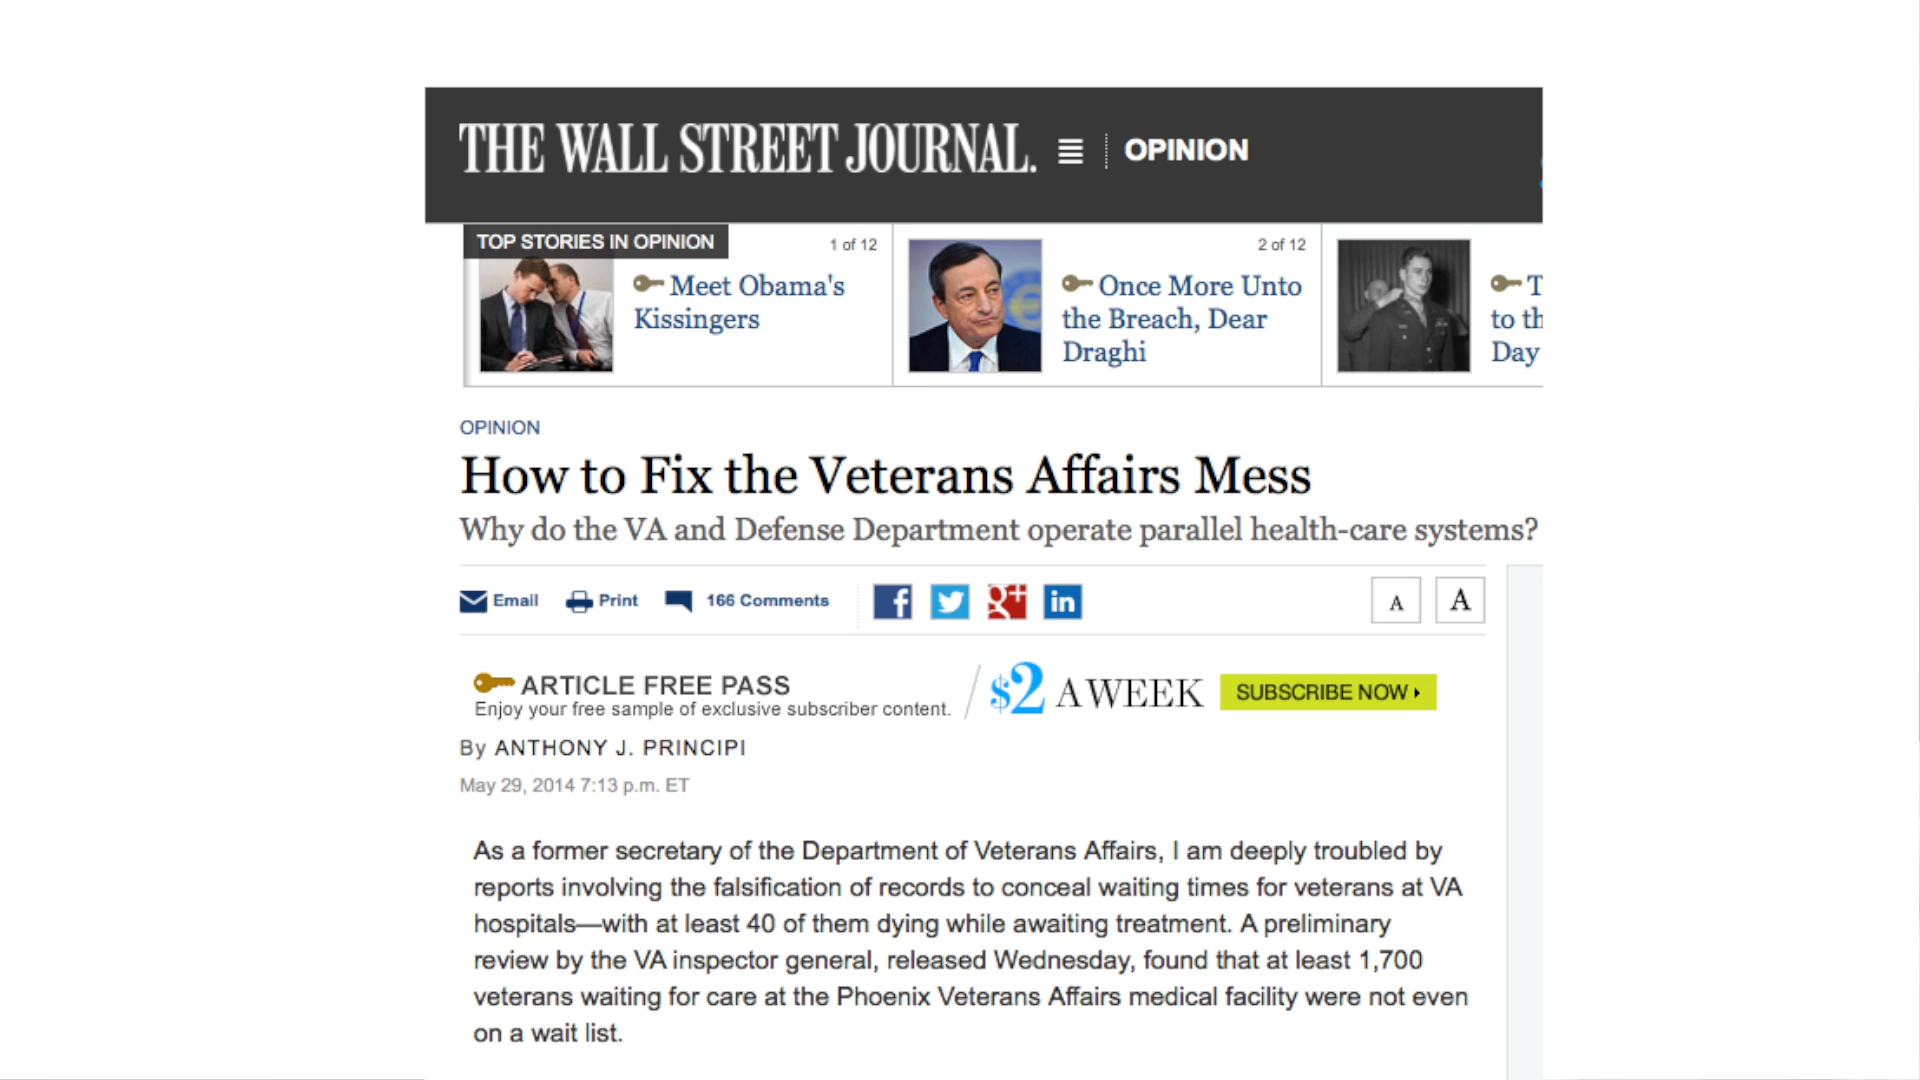 THE WALL STREET JOURNAL. OPINION
TOP STORIES IN OPINION
1 of 12
Meet Obama's
Kissingers
2 of 12
Once More Unto
the Breach, Dear
Draghi
T
to th
Day
OPINION
How to Fix the Veterans Affairs Mess
Why do the VA and Defense Department operate parallel health-care systems?
Email Print 166 Comments f g+ in A A
ARTICLE FREE PASS
Enjoy your free sample of exclusive subscriber content.
$2 A WEEK SUBSCRIBE NOW
By ANTHONY J. PRINCIPI
May 29, 2014 7:13 p.m. ET
As a former secretary of the Department of Veterans Affairs, I am deeply troubled by
reports involving the falsification of records to conceal waiting times for veterans at VA
hospitals—with at least 40 of them dying while awaiting treatment. A preliminary
review by the VA inspector general, released Wednesday, found that at least 1,700
veterans waiting for care at the Phoenix Veterans Affairs medical facility were not even
on a wait list.